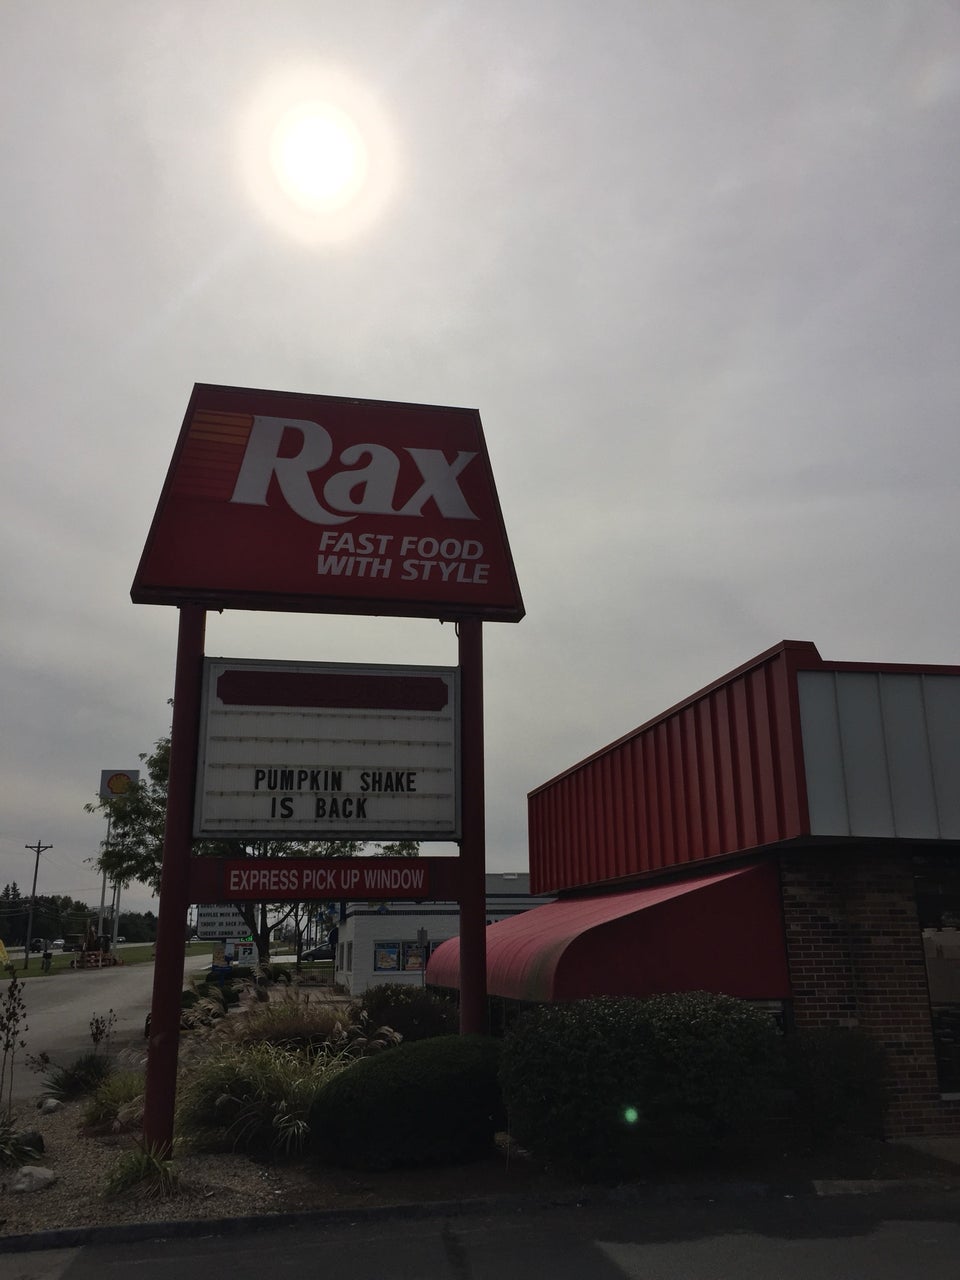 Rax
FAST FOOD
WITH STYLE
PUMPKIN SHAKE
IS BACK
EXPRESS PICK UP WINDOW